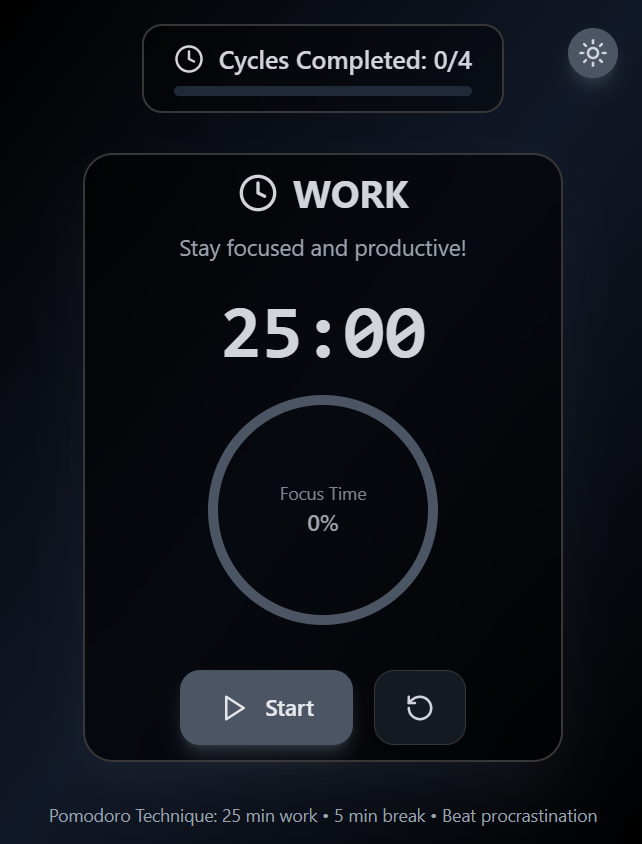 Cycles Completed: 0/4
WORK
Stay focused and productive!
25:00
Focus Time
0%
Start
Pomodoro Technique: 25 min work • 5 min break • Beat procrastination